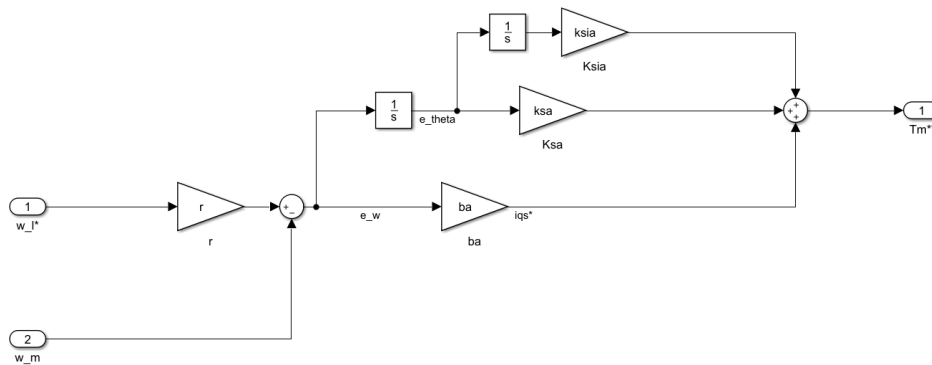 1
s
ksia
Ksia
1
s
e_theta
ksa
Ksa
+
+
+
1
Tm*
1
w_l*
r
r
+
−
e_w
ba
ba
iqs*
2
w_m